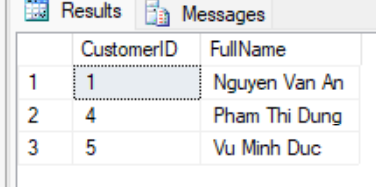 Results Messages
CustomerID FullName
1 1 Nguyen Van An
2 4 Pham Thi Dung
3 5 Vu Minh Duc